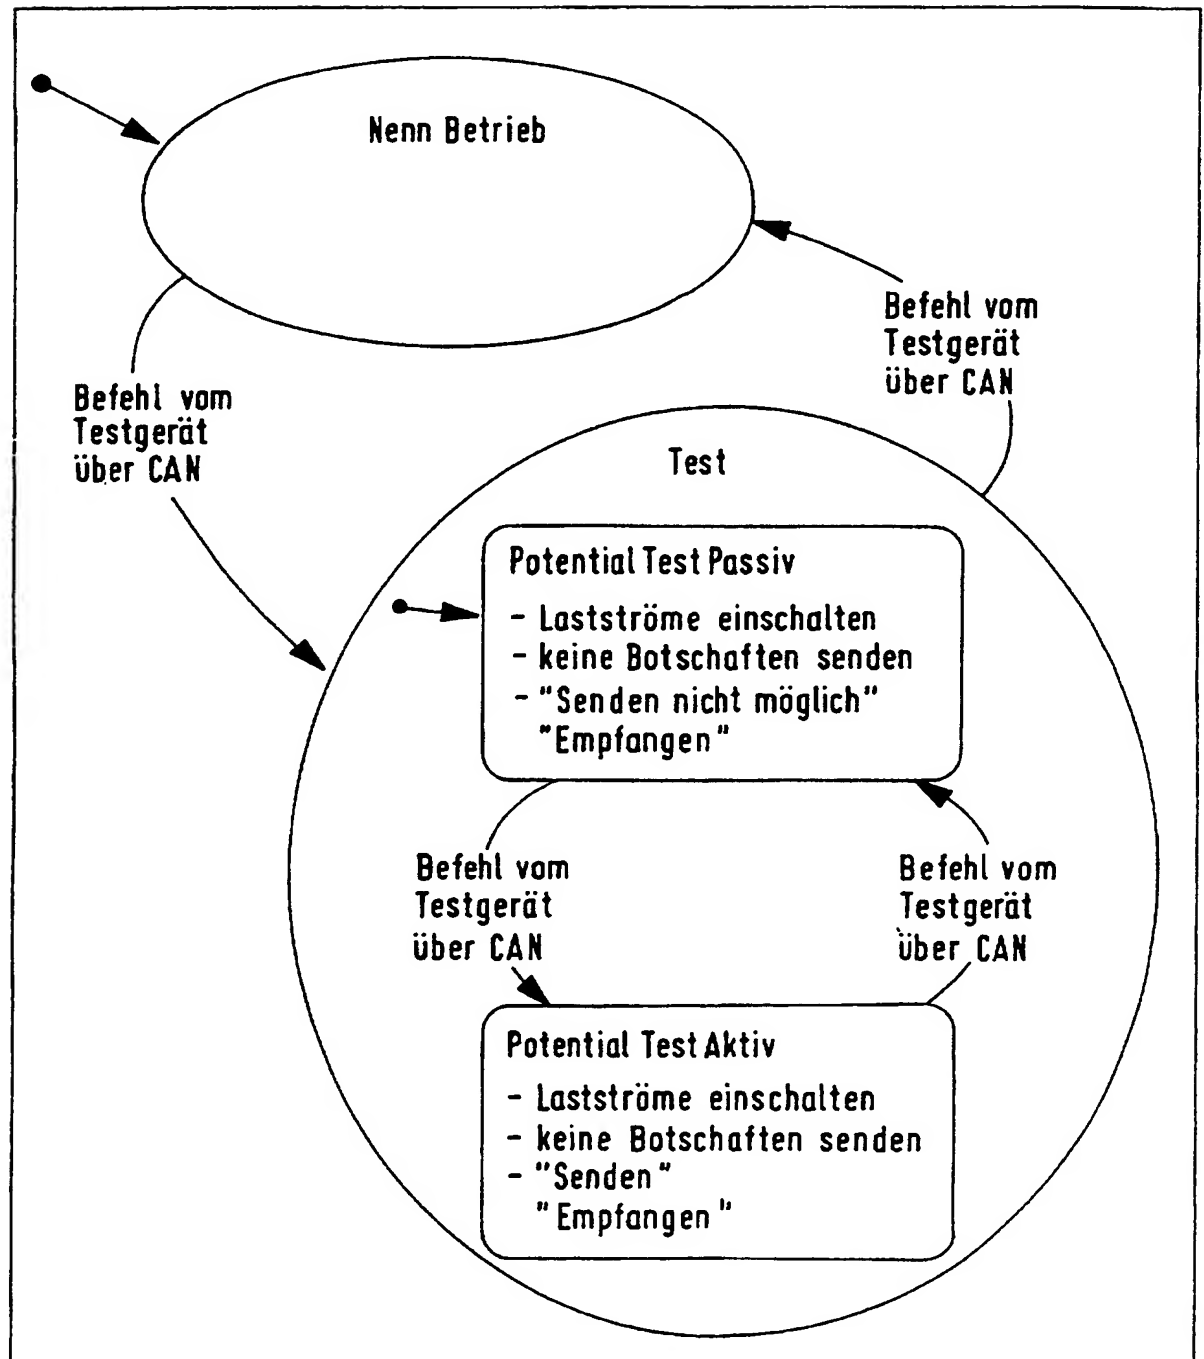 Nenn Betrieb
Befehl vom
Testgerät
über CAN
Befehl vom
Testgerät
über CAN
Test
Potential Test Passiv
- Lastströme einschalten
- keine Botschaften senden
- "Senden nicht möglich"
"Empfangen"
Befehl vom
Testgerät
über CAN
Befehl vom
Testgerät
über CAN
Potential Test Aktiv
- Lastströme einschalten
- keine Botschaften senden
- "Senden"
"Empfangen"